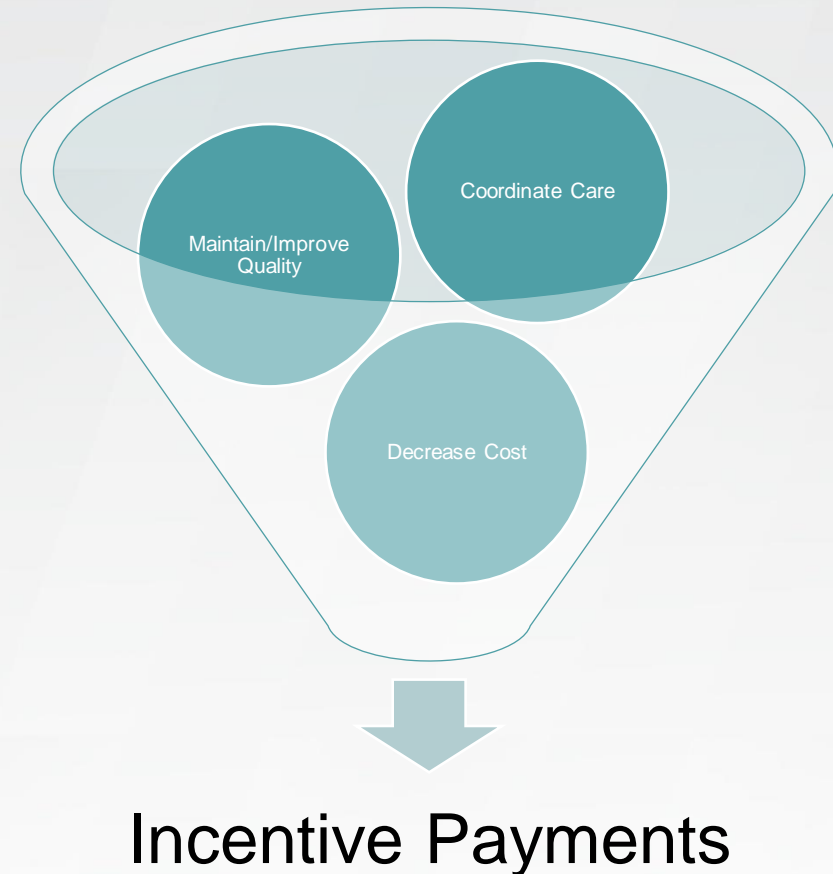 Coordinate Care
Maintain/Improve
Quality
Decrease Cost
Incentive Payments